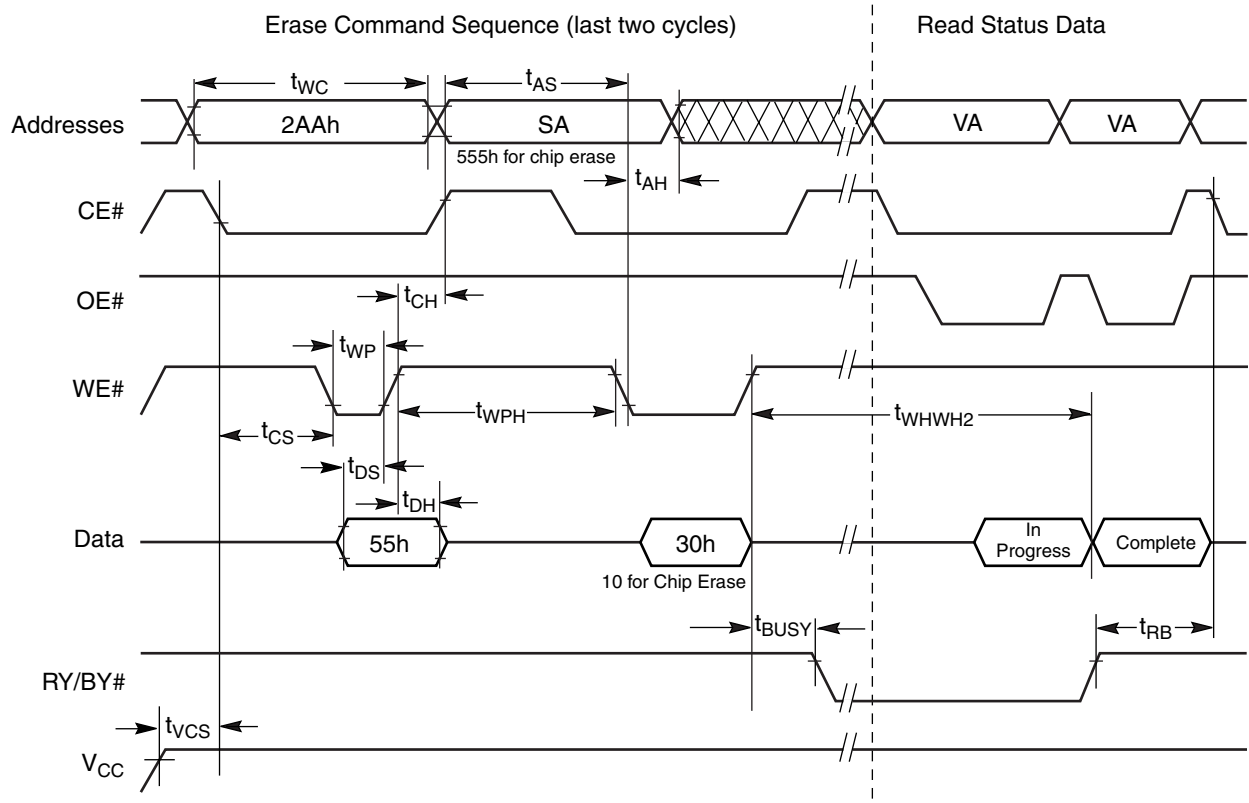 Erase Command Sequence (last two cycles)
Read Status Data
tWC
tAS
Addresses
2AAh
SA
VA
VA
555h for chip erase
tAH
CE#
OE#
tCH
tWP
WE#
tWPH
tWHWH2
tCS
tDS
tDH
Data
55h
30h
In
Progress
Complete
10 for Chip Erase
tBUSY
tRB
RY/BY#
tVCS
VCC